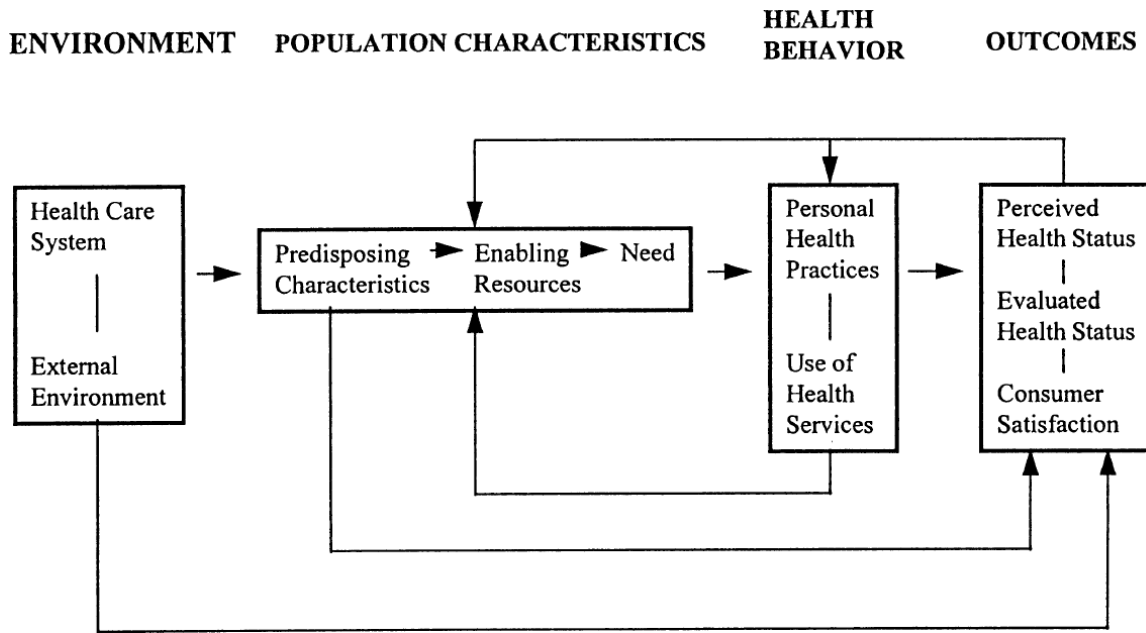 ENVIRONMENT
POPULATION CHARACTERISTICS
HEALTH
BEHAVIOR
OUTCOMES
Health Care
System
External
Environment
Predisposing
Characteristics
Enabling
Resources
Need
Personal
Health
Practices
Use of
Health
Services
Perceived
Health Status
Evaluated
Health Status
Consumer
Satisfaction